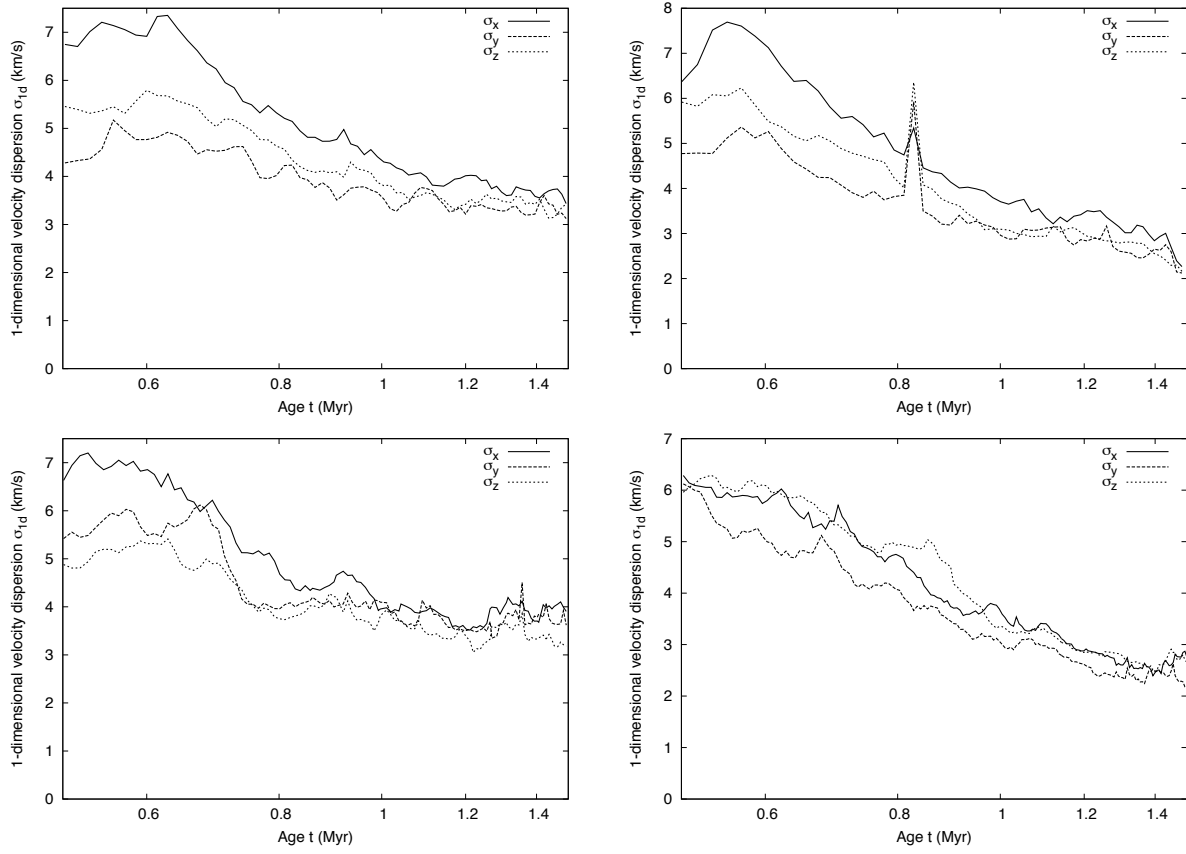 1-dimensional velocity dispersion σ1d (km/s)
7
6
5
4
3
2
1
0
0.6
0.8
1
1.2
1.4
Age t (Myr)
σx
σy
σz
1-dimensional velocity dispersion σ1d (km/s)
8
7
6
5
4
3
2
1
0
0.6
0.8
1
1.2
1.4
Age t (Myr)
σx
σy
σz
1-dimensional velocity dispersion σ1d (km/s)
7
6
5
4
3
2
1
0
0.6
0.8
1
1.2
1.4
Age t (Myr)
σx
σy
σz
1-dimensional velocity dispersion σ1d (km/s)
7
6
5
4
3
2
1
0
0.6
0.8
1
1.2
1.4
Age t (Myr)
σx
σy
σz